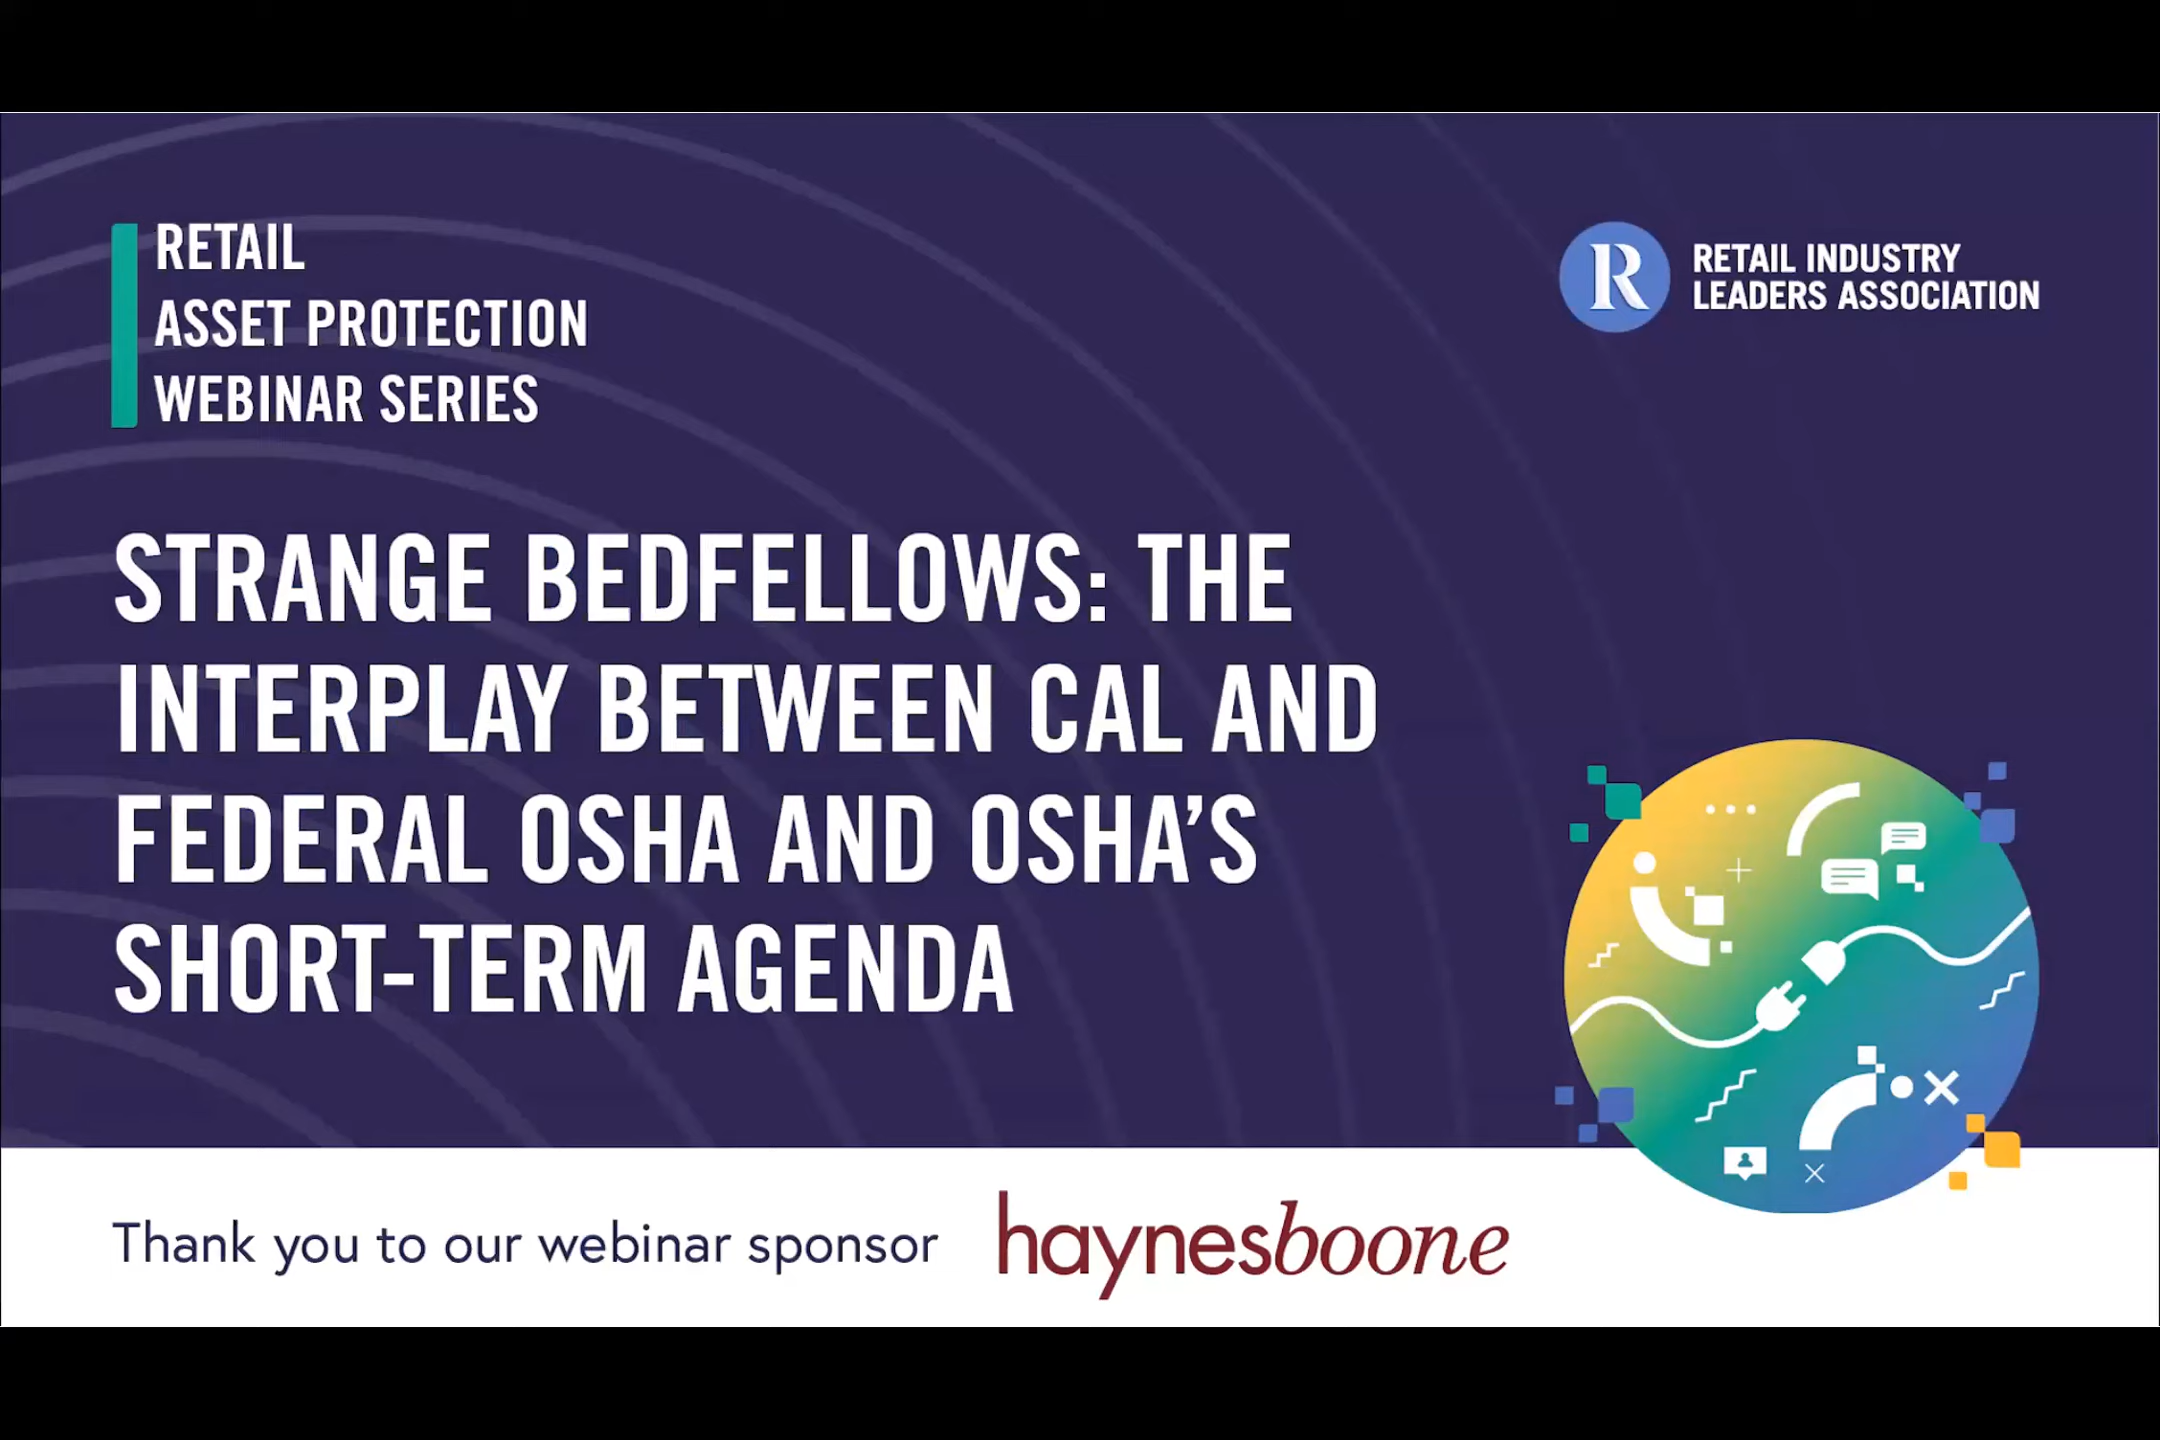 RETAIL
ASSET PROTECTION
WEBINAR SERIES
R
RETAIL INDUSTRY
LEADERS ASSOCIATION
STRANGE BEDFELLOWS: THE
INTERPLAY BETWEEN CAL AND
FEDERAL OSHA AND OSHA’S
SHORT-TERM AGENDA
Thank you to our webinar sponsor
haynesboone